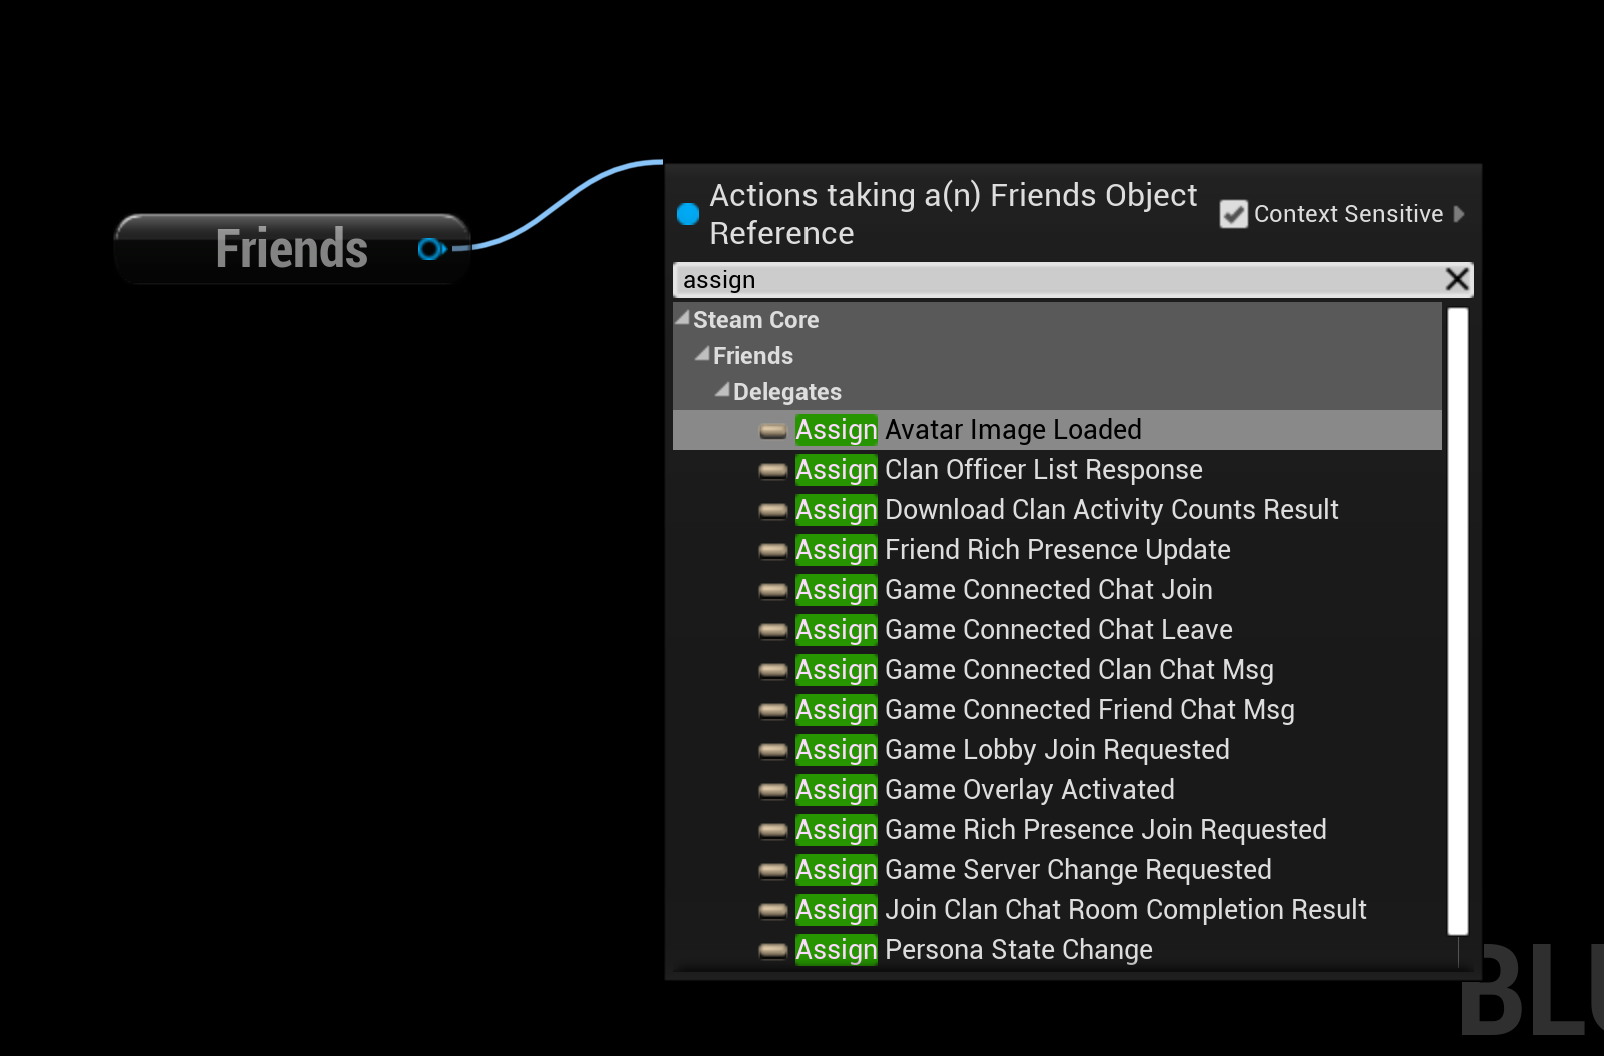 Friends
Actions taking a(n) Friends Object
Reference
Context Sensitive
assign
Steam Core
Friends
Delegates
Assign Avatar Image Loaded
Assign Clan Officer List Response
Assign Download Clan Activity Counts Result
Assign Friend Rich Presence Update
Assign Game Connected Chat Join
Assign Game Connected Chat Leave
Assign Game Connected Clan Chat Msg
Assign Game Connected Friend Chat Msg
Assign Game Lobby Join Requested
Assign Game Overlay Activated
Assign Game Rich Presence Join Requested
Assign Game Server Change Requested
Assign Join Clan Chat Room Completion Result
Assign Persona State Change